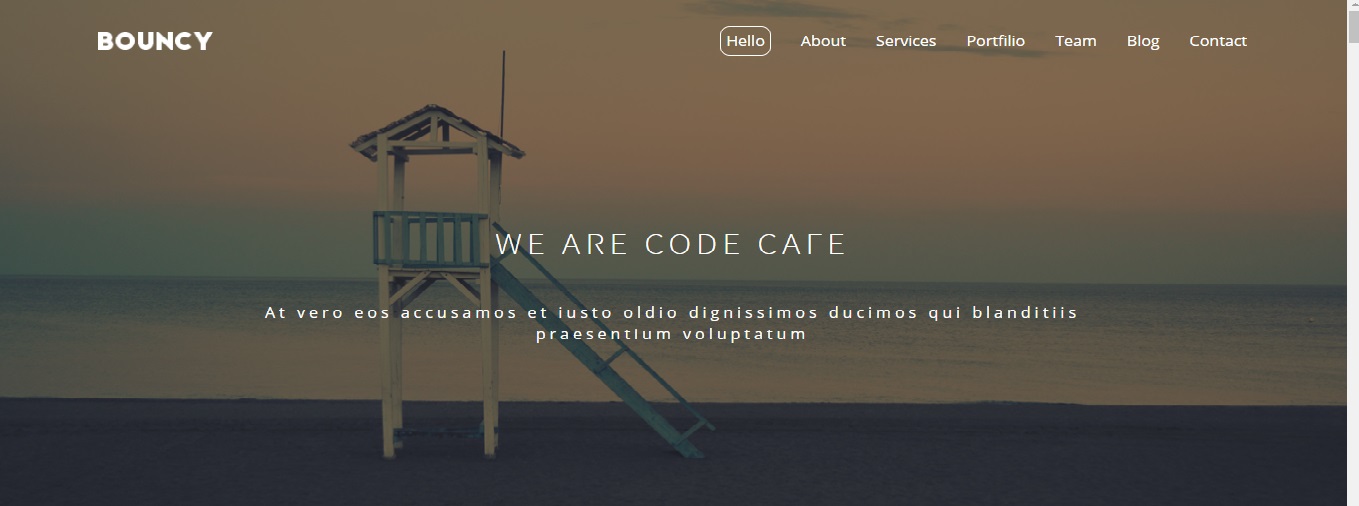 BOUNCY
Hello About Services Portfilio Team Blog Contact
WE ARE CODE CAFE
At vero eos accusamos et iusto oldio dignissimos ducimos qui blanditiis
praesentium voluptatum